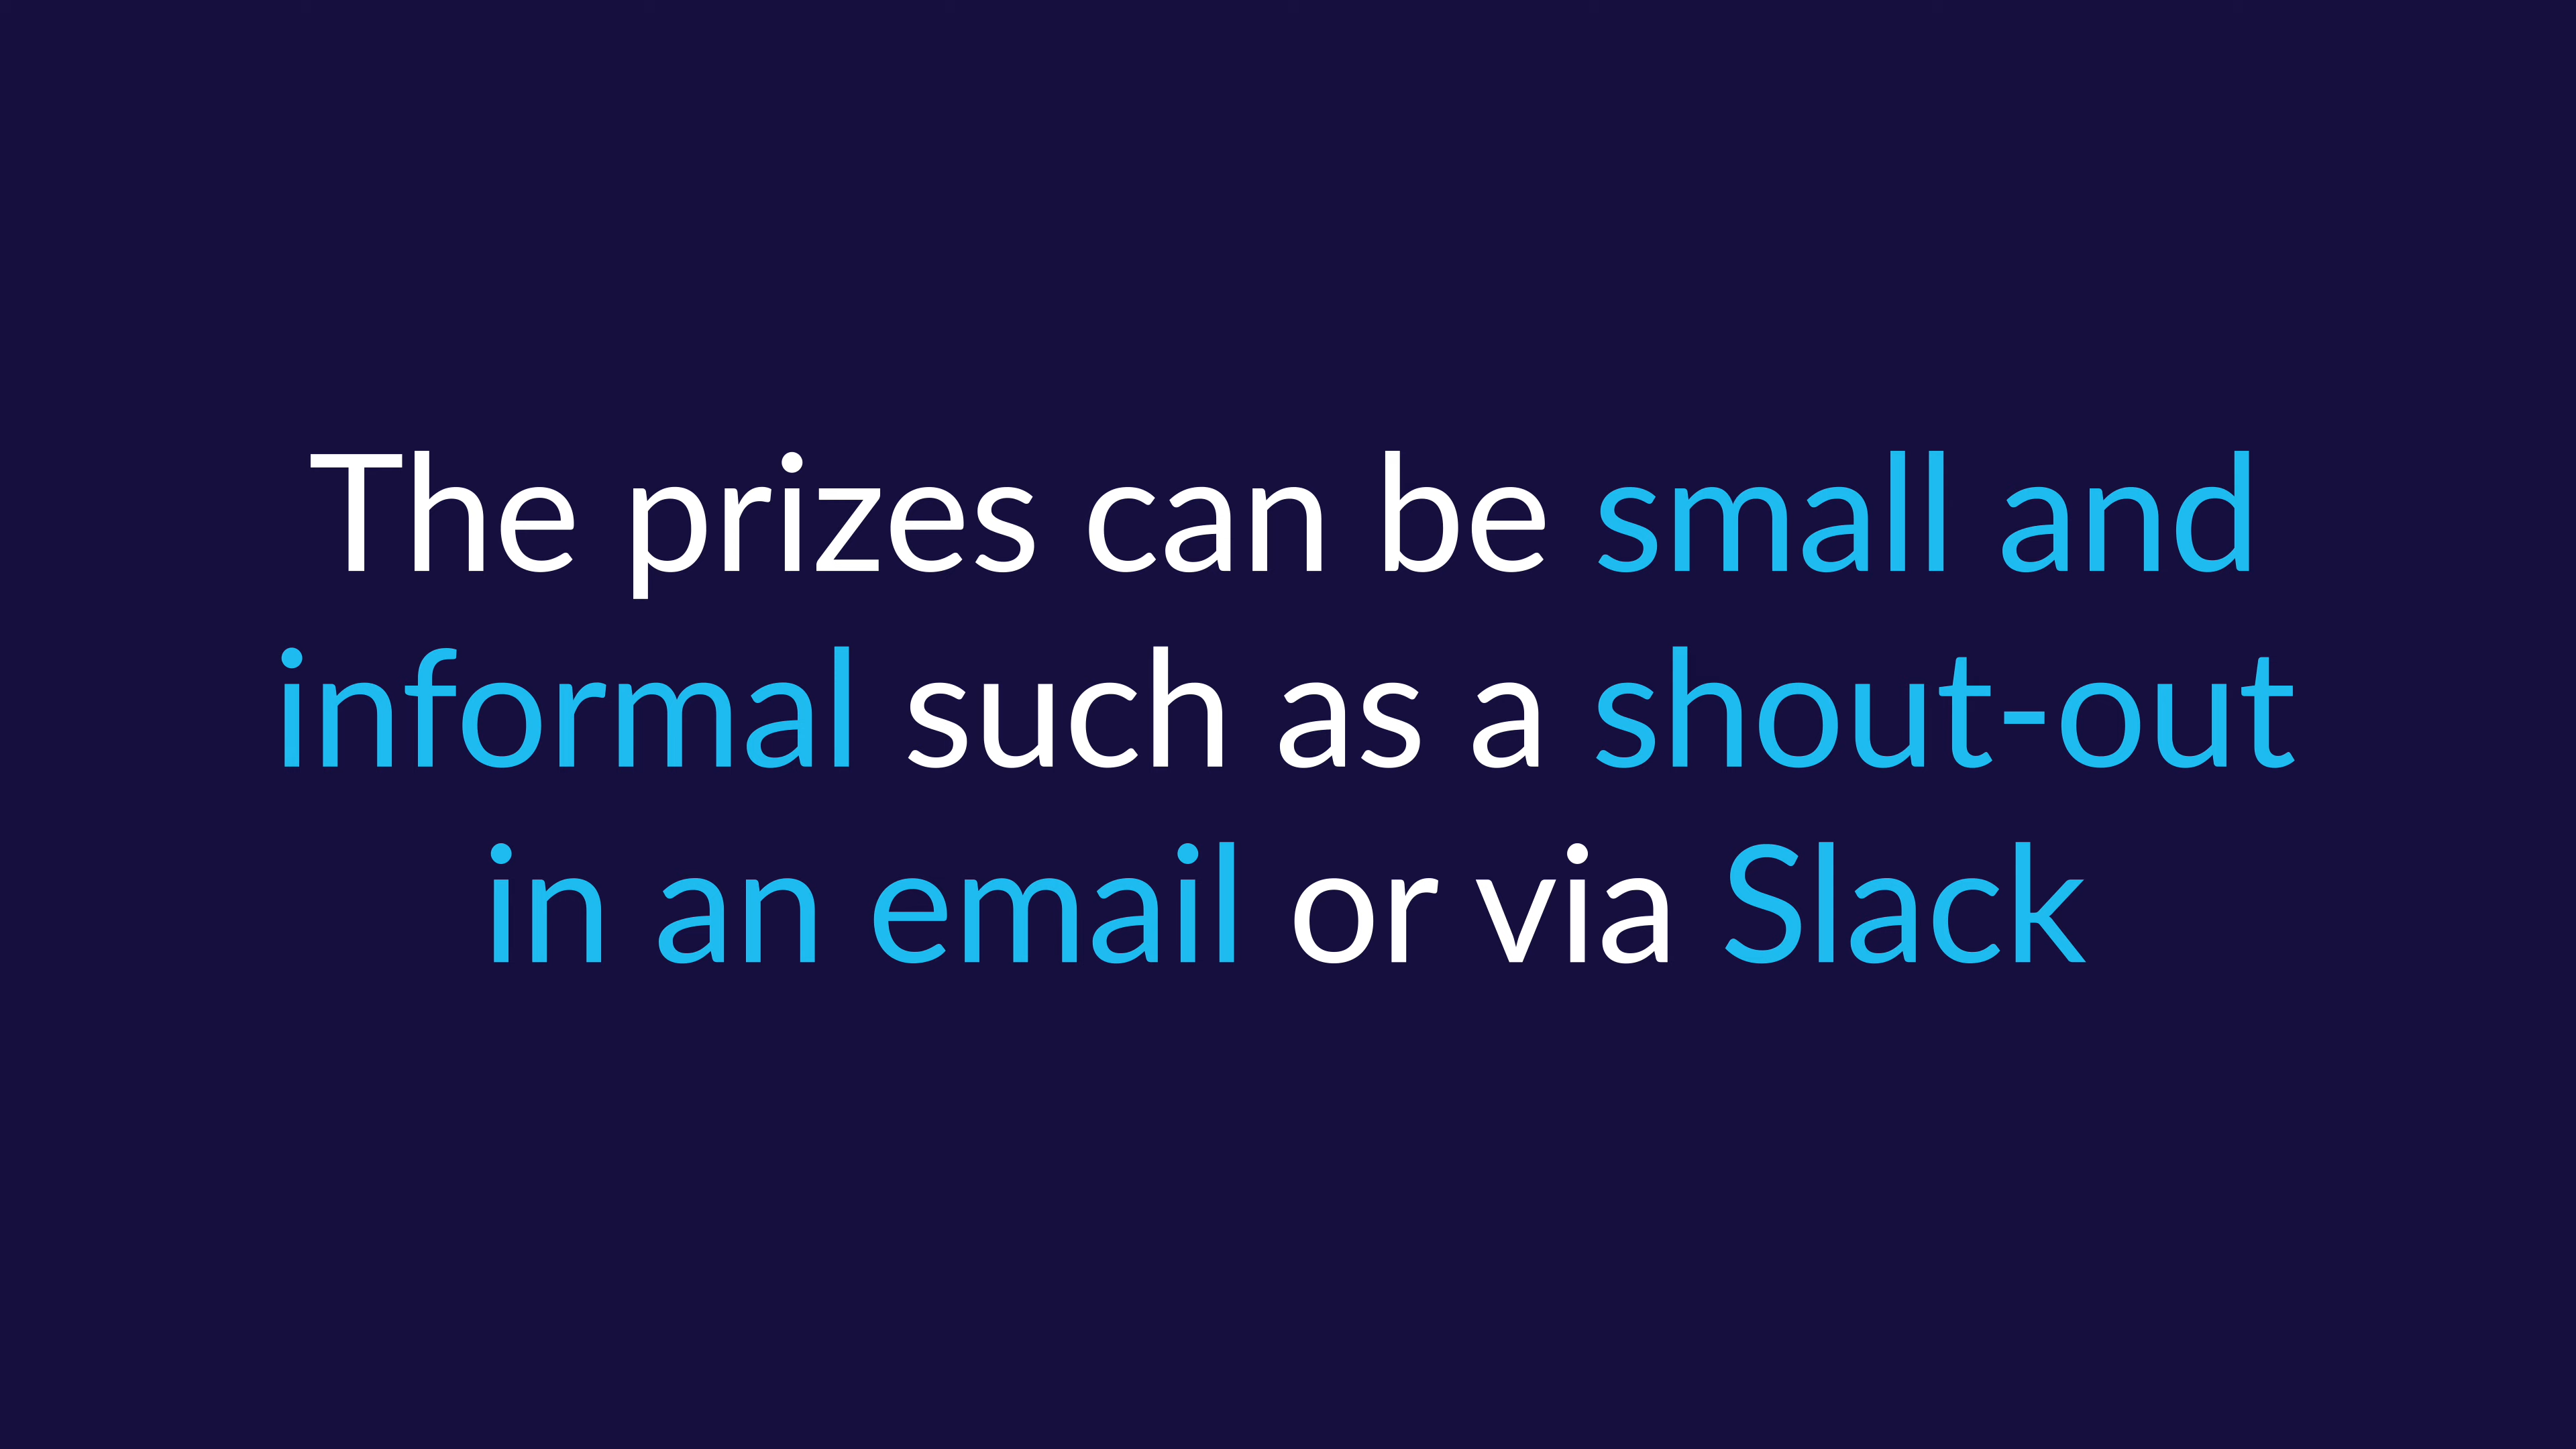 The prizes can be small and
informal such as a shout-out
in an email or via Slack